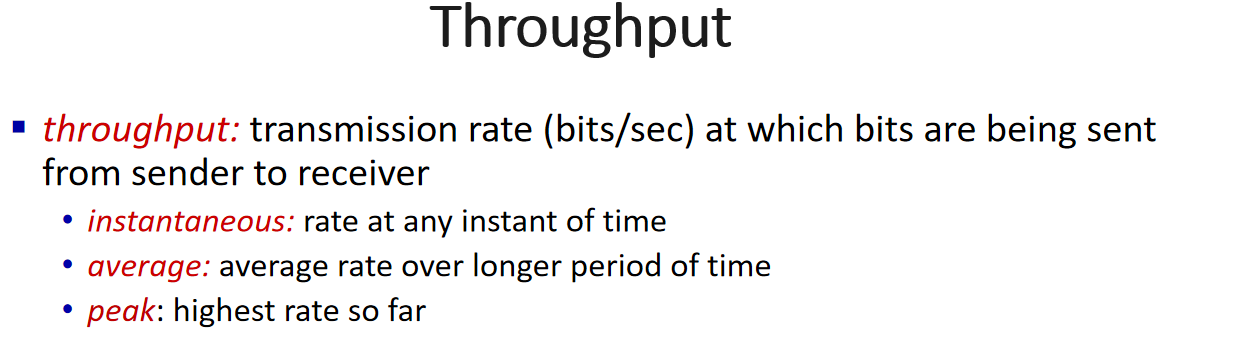 Throughput
▪ throughput: transmission rate (bits/sec) at which bits are being sent
from sender to receiver
• instantaneous: rate at any instant of time
• average: average rate over longer period of time
• peak: highest rate so far